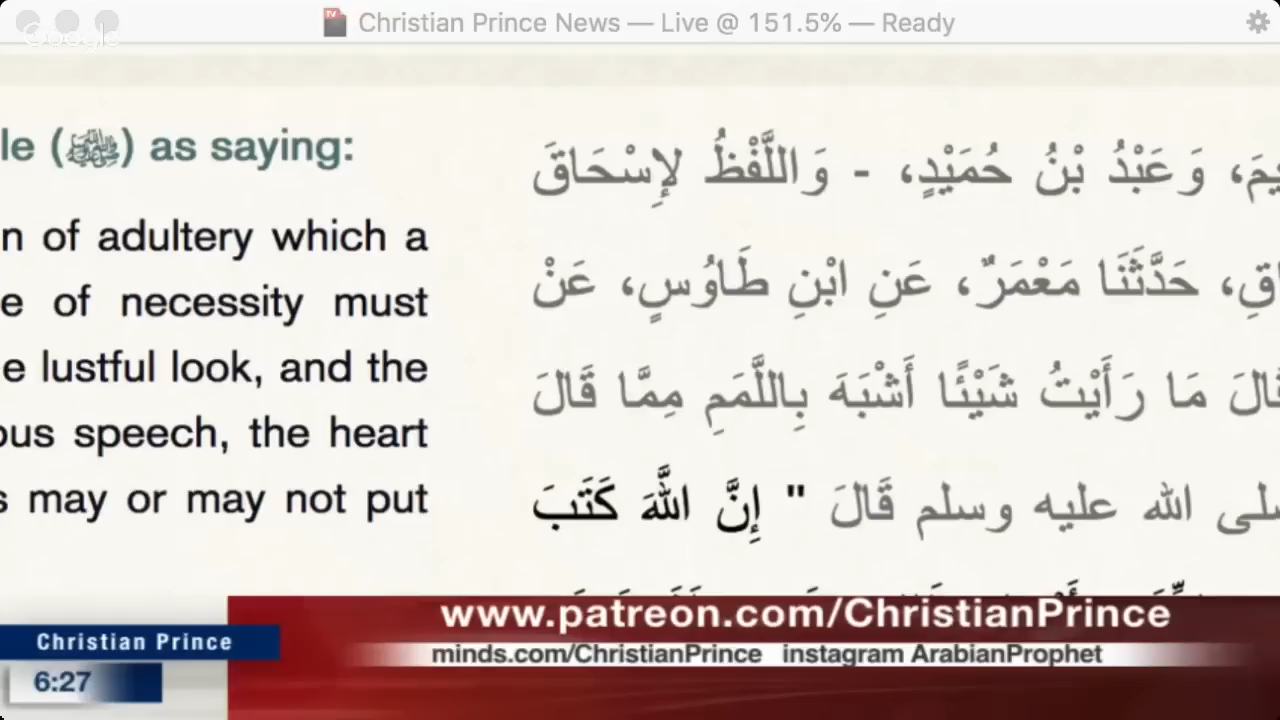 Christian Prince News — Live @ 151.5% — Ready
Google
le (ﷺ) as saying:
n of adultery which a
e of necessity must
e lustful look, and the
ous speech, the heart
s may or may not put
يمَ، وَعَبْدُ بْنُ حُمَيْدٍ، - وَاللَّفْظُ لإِسْحَاقَ
اقِ، حَدَّثَنَا مَعْمَرٌ، عَنِ ابْنِ طَاوُسٍ، عَنْ
قَالَ مَا رَأَيْتُ شَيْئًا أَشْبَهَ بِاللَّمَمِ مِمَّا قَالَ
صلى الله عليه وسلم قَالَ " إِنَّ اللَّهَ كَتَبَ
www.patreon.com/ChristianPrince
minds.com/ChristianPrince instagram ArabianProphet
Christian Prince
6:27